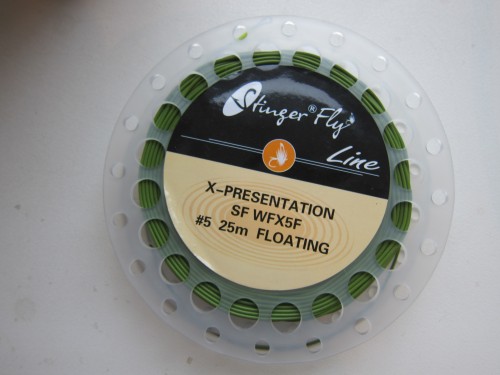 Stinger® Fly
Line
X-PRESENTATION
SF WFX5F
#5 25m FLOATING